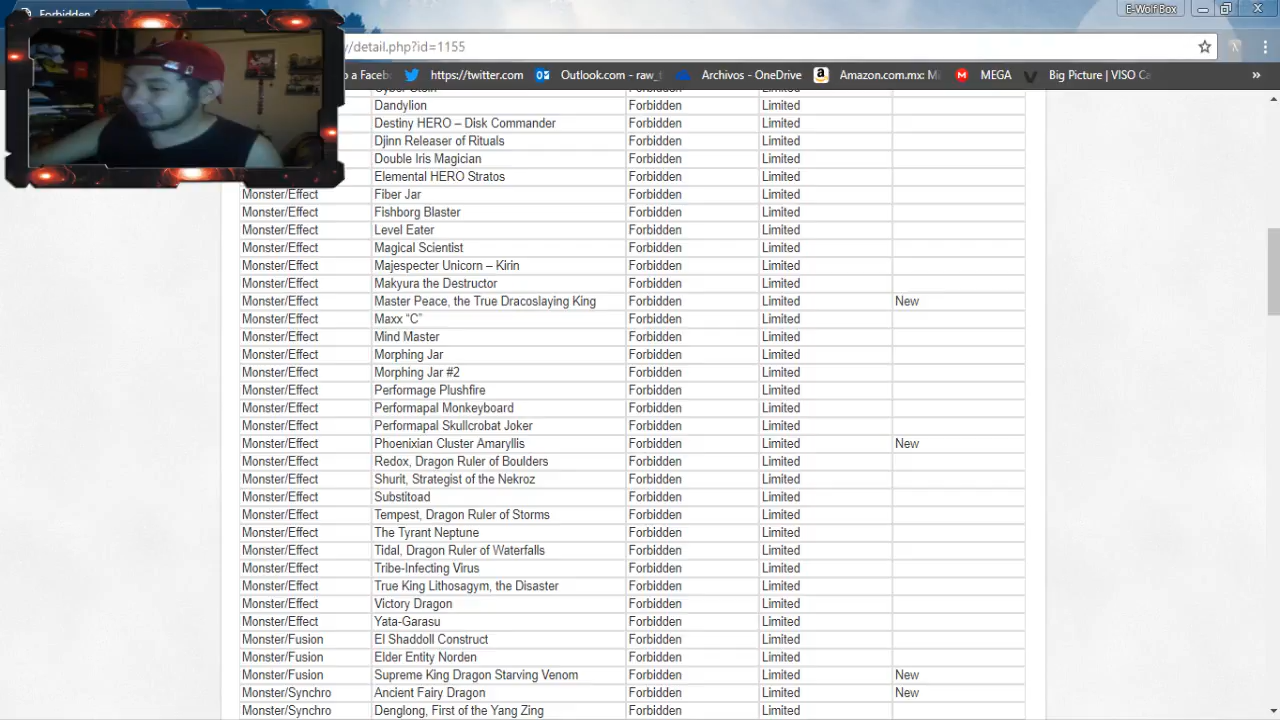 Forbidden
E-Wolf Box
/detail.php?id=1155
o a Faceb
https://twitter.com
Outlook.com - raw_t
Archivos - OneDrive
Amazon.com.mx: M
MEGA
Big Picture | VISO Ca
»
Cyber-Stein Forbidden Limited
Dandylion Forbidden Limited
Destiny HERO – Disk Commander Forbidden Limited
Djinn Releaser of Rituals Forbidden Limited
Double Iris Magician Forbidden Limited
Elemental HERO Stratos Forbidden Limited
Monster/Effect Fiber Jar Forbidden Limited
Monster/Effect Fishborg Blaster Forbidden Limited
Monster/Effect Level Eater Forbidden Limited
Monster/Effect Magical Scientist Forbidden Limited
Monster/Effect Majespecter Unicorn – Kirin Forbidden Limited
Monster/Effect Makyura the Destructor Forbidden Limited
Monster/Effect Master Peace, the True Dracoslaying King Forbidden Limited New
Monster/Effect Maxx “C” Forbidden Limited
Monster/Effect Mind Master Forbidden Limited
Monster/Effect Morphing Jar Forbidden Limited
Monster/Effect Morphing Jar #2 Forbidden Limited
Monster/Effect Performage Plushfire Forbidden Limited
Monster/Effect Performapal Monkeyboard Forbidden Limited
Monster/Effect Performapal Skullcrobat Joker Forbidden Limited
Monster/Effect Phoenixian Cluster Amaryllis Forbidden Limited New
Monster/Effect Redox, Dragon Ruler of Boulders Forbidden Limited
Monster/Effect Shurit, Strategist of the Nekroz Forbidden Limited
Monster/Effect Substitoad Forbidden Limited
Monster/Effect Tempest, Dragon Ruler of Storms Forbidden Limited
Monster/Effect The Tyrant Neptune Forbidden Limited
Monster/Effect Tidal, Dragon Ruler of Waterfalls Forbidden Limited
Monster/Effect Tribe-Infecting Virus Forbidden Limited
Monster/Effect True King Lithosagym, the Disaster Forbidden Limited
Monster/Effect Victory Dragon Forbidden Limited
Monster/Effect Yata-Garasu Forbidden Limited
Monster/Fusion El Shaddoll Construct Forbidden Limited
Monster/Fusion Elder Entity Norden Forbidden Limited
Monster/Fusion Supreme King Dragon Starving Venom Forbidden Limited New
Monster/Synchro Ancient Fairy Dragon Forbidden Limited New
Monster/Synchro Denglong, First of the Yang Zing Forbidden Limited